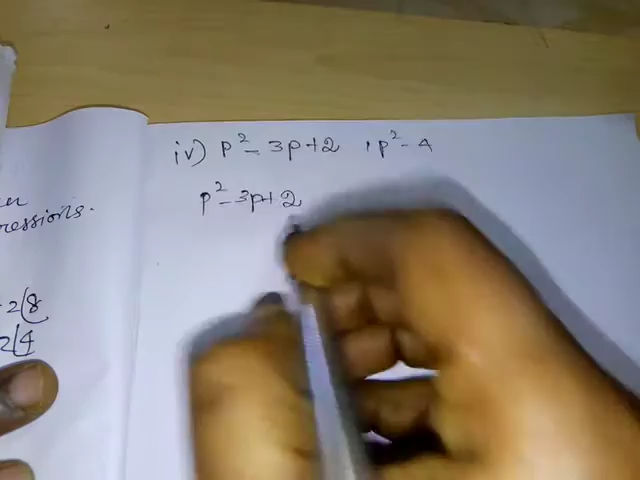 iv) p² - 3p + 2 , p² - 4
p² - 3p + 2
ressions.
2(8
2(4